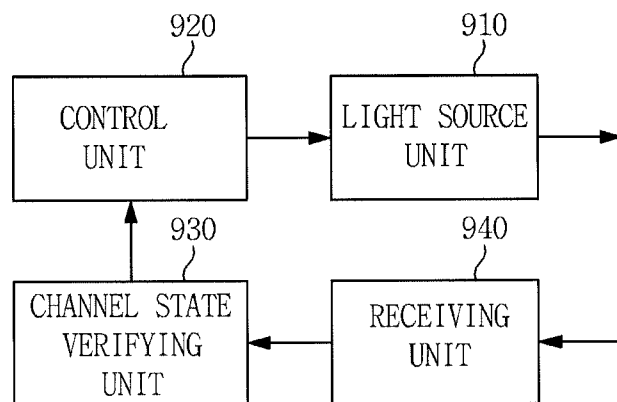 920
910
CONTROL
UNIT
LIGHT SOURCE
UNIT
930
940
CHANNEL STATE
VERIFYING
UNIT
RECEIVING
UNIT